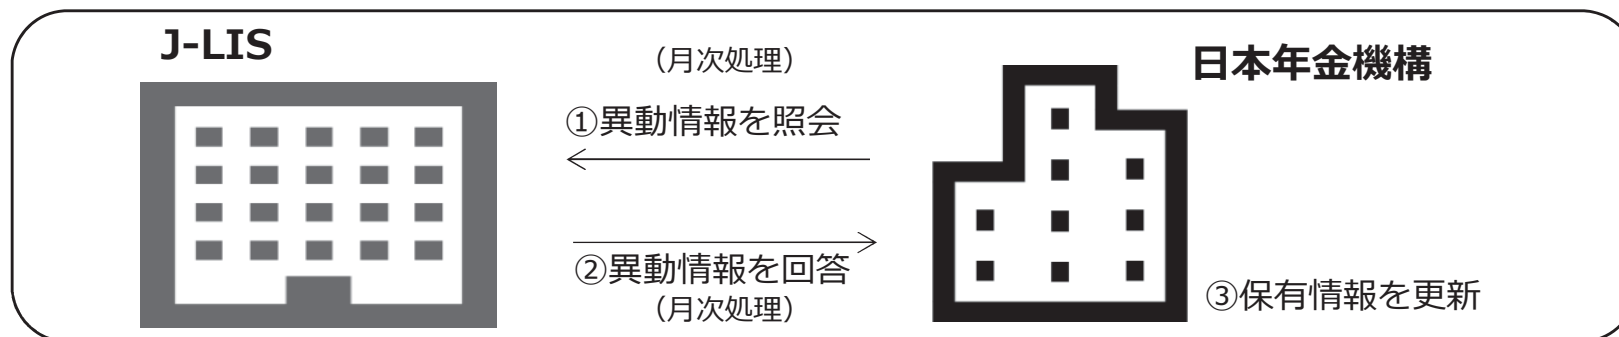 J-LIS
（月次処理）
日本年金機構
①異動情報を照会
②異動情報を回答
（月次処理）
③保有情報を更新